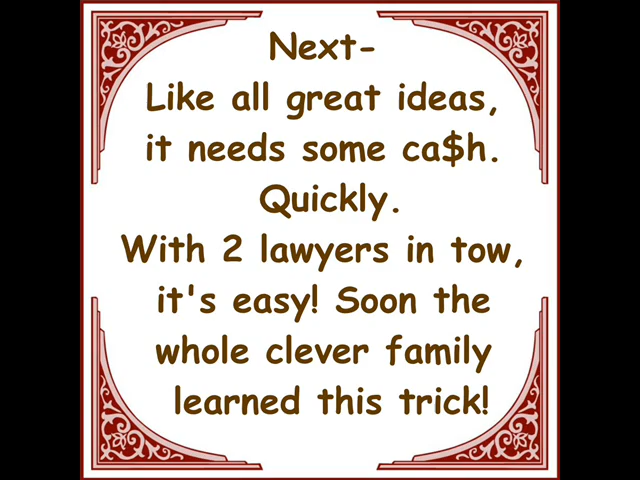 Next-
Like all great ideas,
it needs some ca$h.
Quickly.
With 2 lawyers in tow,
it's easy! Soon the
whole clever family
learned this trick!